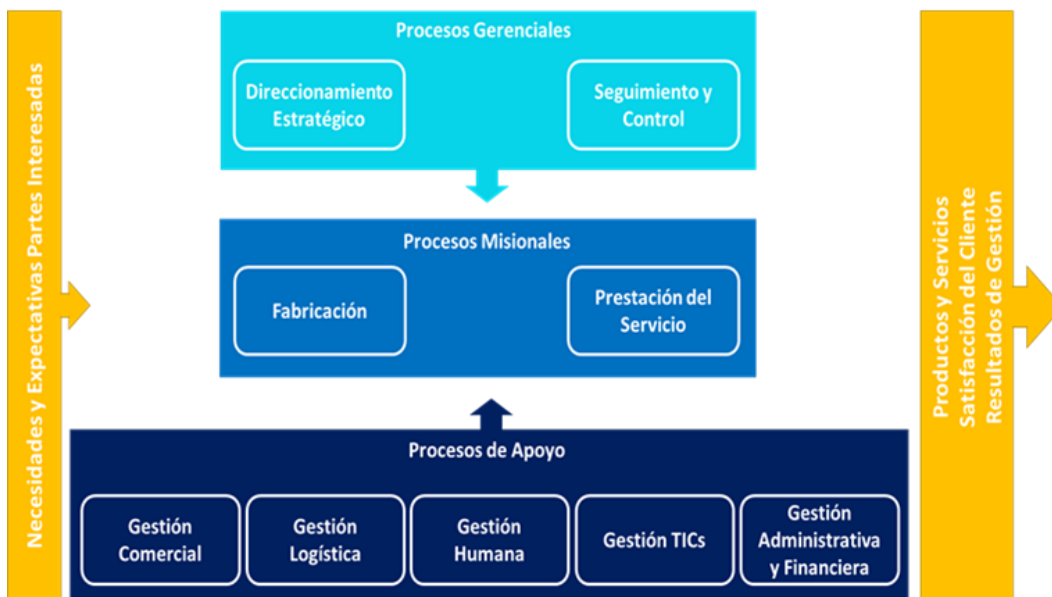 Necesidades y Expectativas Partes Interesadas
Procesos Gerenciales
Direccionamiento
Estratégico
Seguimiento y
Control
Procesos Misionales
Fabricación
Prestación del
Servicio
Procesos de Apoyo
Gestión
Comercial
Gestión
Logística
Gestión
Humana
Gestión TICs
Gestión
Administrativa
y Financiera
Productos y Servicios
Satisfacción del Cliente
Resultados de Gestión